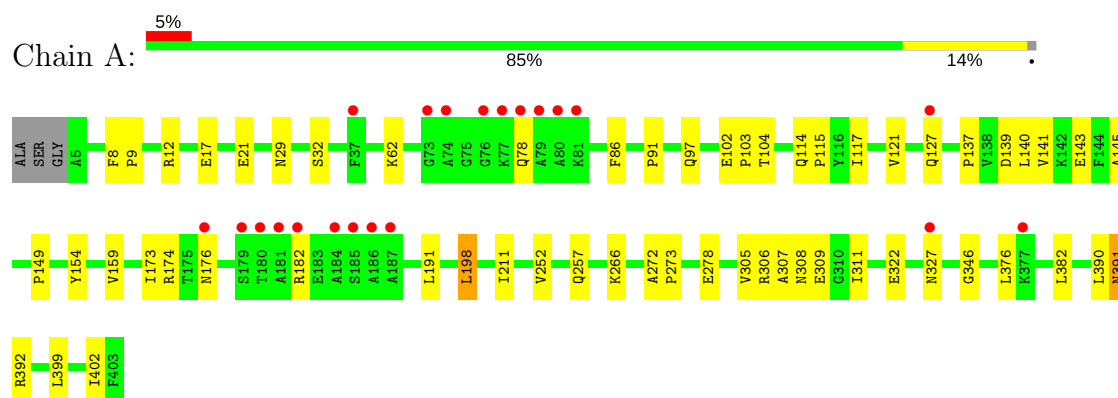 5%
Chain A:
85%
14%
•
ALA SER GLY A5 F8 P9 R12 E17 E21 N29 S32 F37 K62 G73 A74 G75 G76 K77 Q78 A79 A80 K81 F86 P91 Q97 E102 P103 T104 Q114 P115 Y116 I117 V121 Q127 P137 V138 D139 L140 V141 K142 E143 F144 A145
P149 Y154 V159 I173 R174 T175 N176 S179 T180 A181 R182 E183 A184 S185 A186 A187 L191 L198 I211 V252 Q257 K266 A272 P273 E278 V305 R306 A307 N308 E309 G310 I311 E322 N327 G346 L376 K377 L382 L390 N391
R392 L399 I402 F403